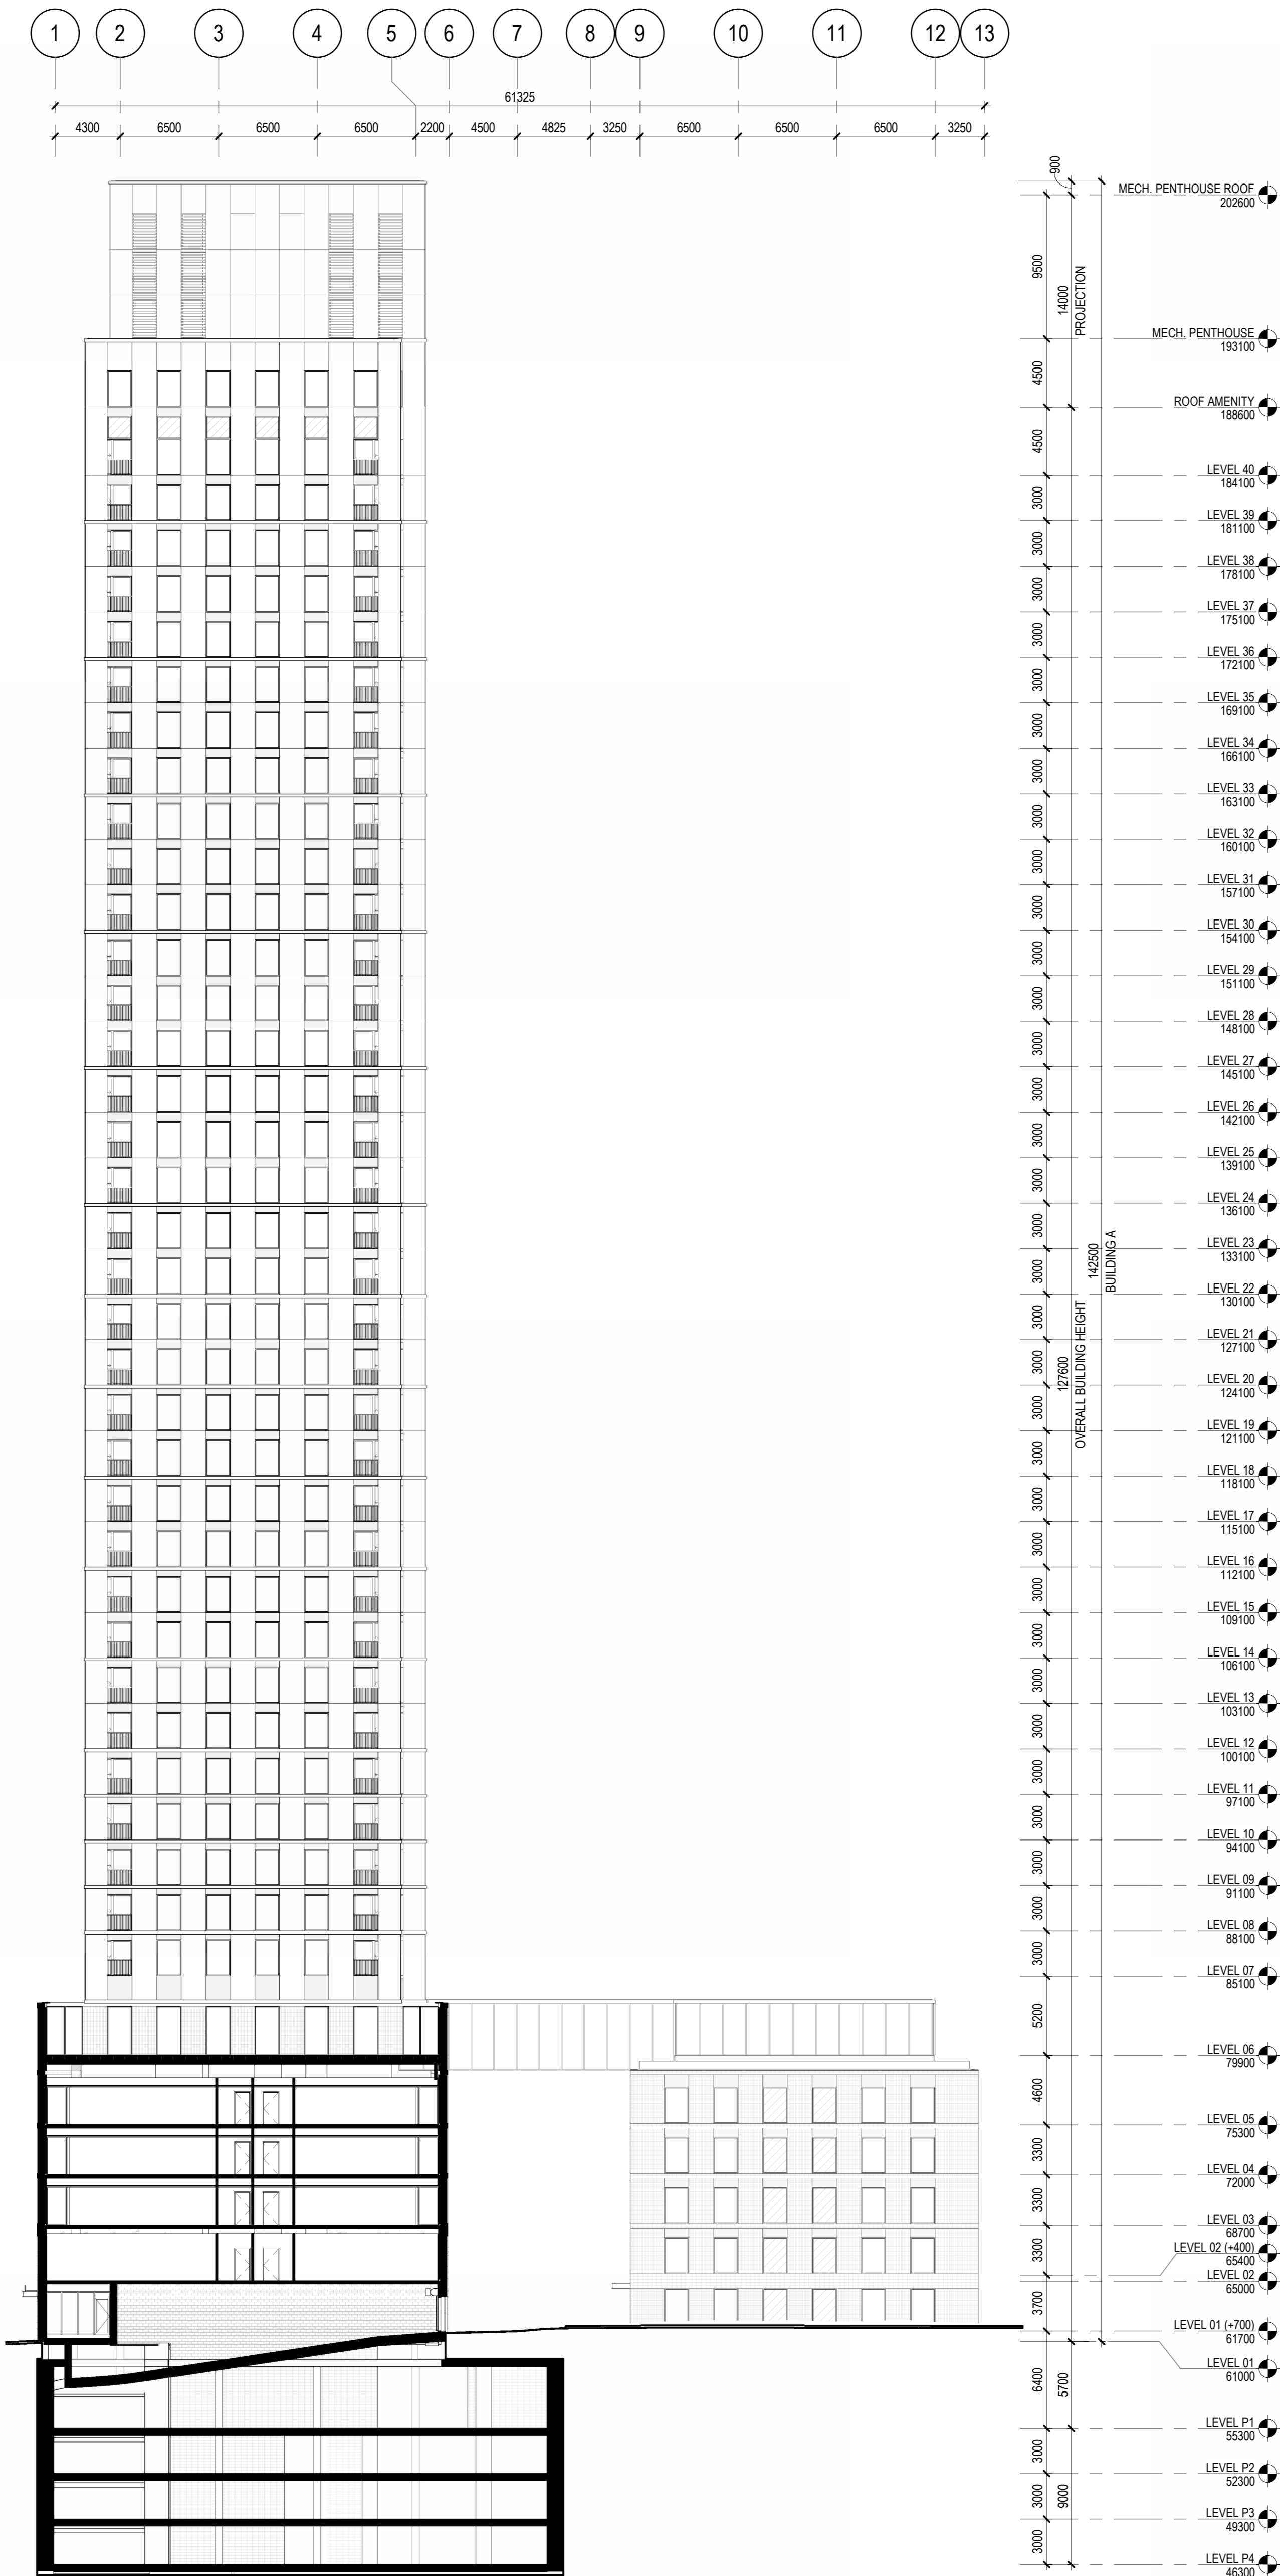 1 2 3 4 5 6 7 8 9 10 11 12 13
61325
4300 6500 6500 6500 2200 4500 4825 3250 6500 6500 6500 3250
900
MECH. PENTHOUSE ROOF
202600
9500
14000
PROJECTION
MECH. PENTHOUSE
193100
4500
ROOF AMENITY
188600
4500
LEVEL 40
184100
3000
LEVEL 39
181100
3000
LEVEL 38
178100
3000
LEVEL 37
175100
3000
LEVEL 36
172100
3000
LEVEL 35
169100
3000
LEVEL 34
166100
3000
LEVEL 33
163100
3000
LEVEL 32
160100
3000
LEVEL 31
157100
3000
LEVEL 30
154100
3000
LEVEL 29
151100
3000
LEVEL 28
148100
3000
LEVEL 27
145100
3000
LEVEL 26
142100
3000
LEVEL 25
139100
3000
LEVEL 24
136100
3000
LEVEL 23
133100
142500
BUILDING A
3000
LEVEL 22
130100
3000
LEVEL 21
127100
127600
OVERALL BUILDING HEIGHT
3000
LEVEL 20
124100
3000
LEVEL 19
121100
3000
LEVEL 18
118100
3000
LEVEL 17
115100
3000
LEVEL 16
112100
3000
LEVEL 15
109100
3000
LEVEL 14
106100
3000
LEVEL 13
103100
3000
LEVEL 12
100100
3000
LEVEL 11
97100
3000
LEVEL 10
94100
3000
LEVEL 09
91100
3000
LEVEL 08
88100
3000
LEVEL 07
85100
5200
LEVEL 06
79900
4600
LEVEL 05
75300
3300
LEVEL 04
72000
3300
LEVEL 03
68700
3300
LEVEL 02 (+400)
65400
LEVEL 02
65000
3700
LEVEL 01 (+700)
61700
LEVEL 01
61000
6400
5700
LEVEL P1
55300
3000
LEVEL P2
52300
3000
9000
LEVEL P3
49300
3000
LEVEL P4
46300